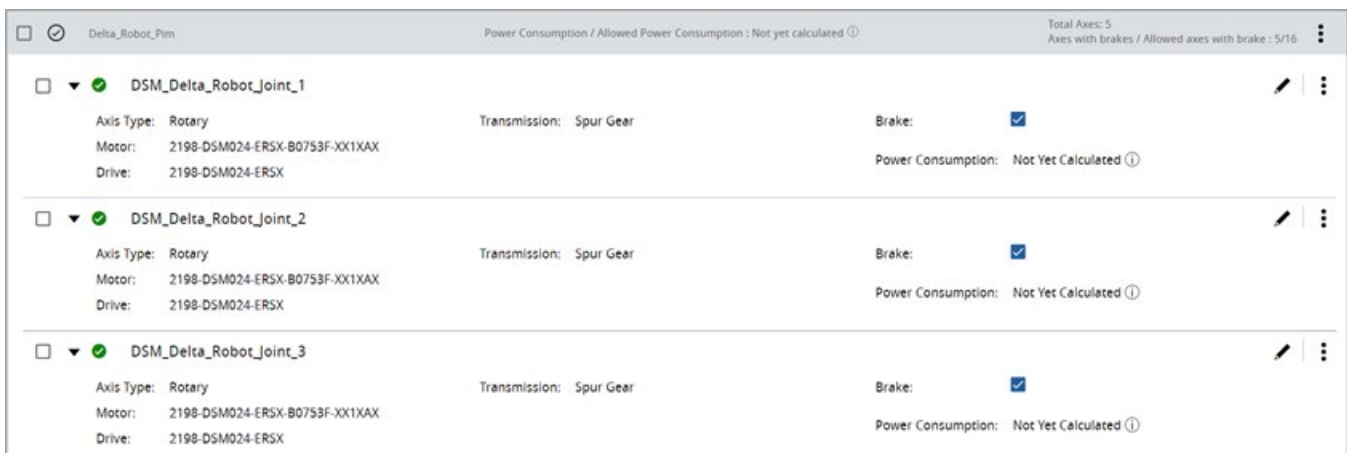 Delta_Robot_Pim Power Consumption / Allowed Power Consumption : Not yet calculated ⓘ Total Axes: 5
Axes with brakes / Allowed axes with brake : 5/16
DSM_Delta_Robot_Joint_1
Axis Type: Rotary Transmission: Spur Gear Brake:
Motor: 2198-DSM024-ERSX-B0753F-XX1XAX
Power Consumption: Not Yet Calculated ⓘ
Drive: 2198-DSM024-ERSX
DSM_Delta_Robot_Joint_2
Axis Type: Rotary Transmission: Spur Gear Brake:
Motor: 2198-DSM024-ERSX-B0753F-XX1XAX
Power Consumption: Not Yet Calculated ⓘ
Drive: 2198-DSM024-ERSX
DSM_Delta_Robot_Joint_3
Axis Type: Rotary Transmission: Spur Gear Brake:
Motor: 2198-DSM024-ERSX-B0753F-XX1XAX
Power Consumption: Not Yet Calculated ⓘ
Drive: 2198-DSM024-ERSX